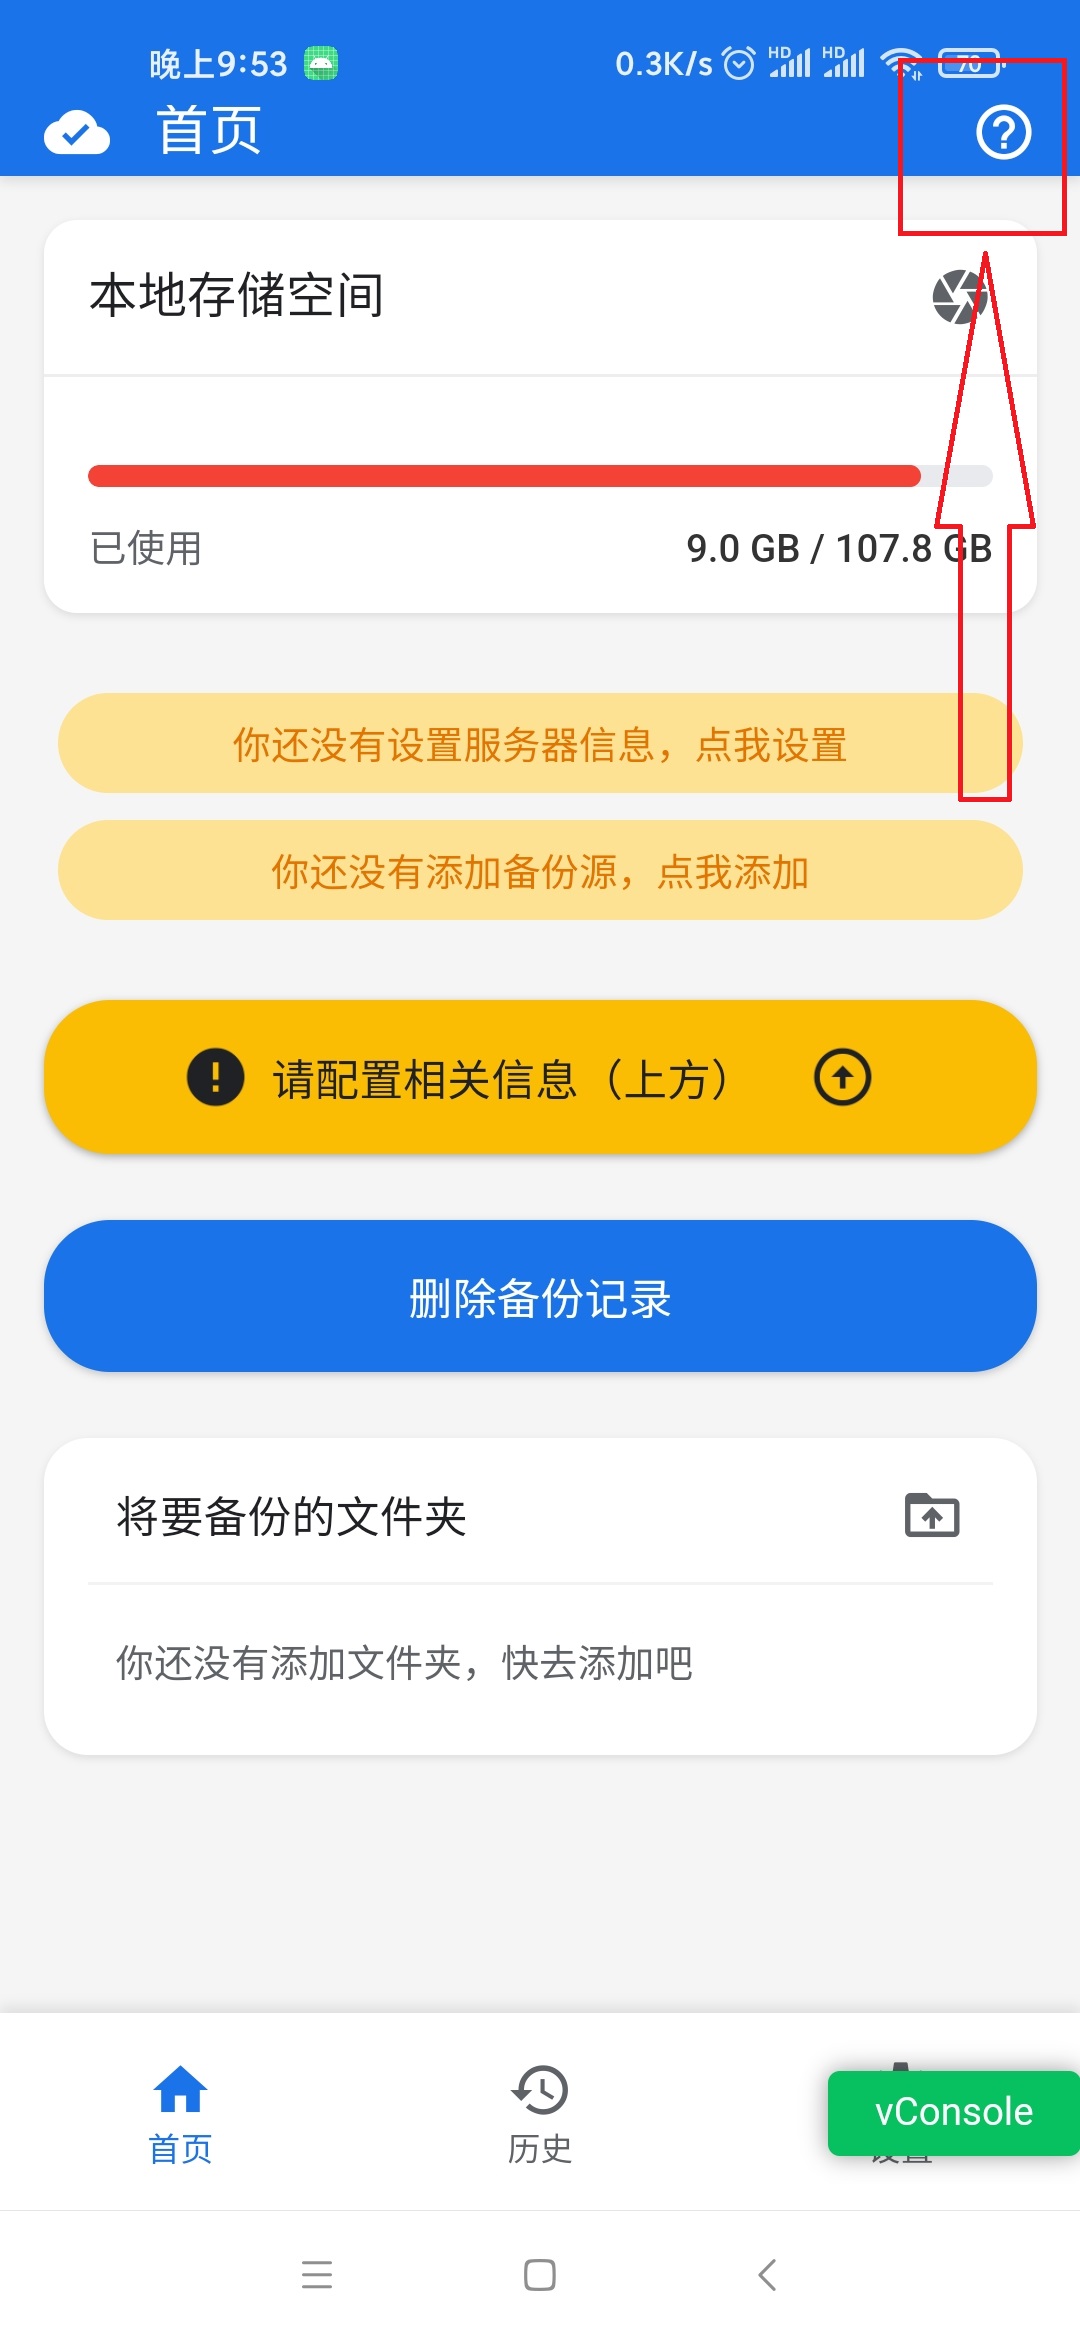 晚上9:53
0.3K/s
HD
HD
70
首页
本地存储空间
已使用
9.0 GB / 107.8 GB
你还没有设置服务器信息，点我设置
你还没有添加备份源，点我添加
请配置相关信息（上方）
删除备份记录
将要备份的文件夹
你还没有添加文件夹，快去添加吧
首页
历史
vConsole